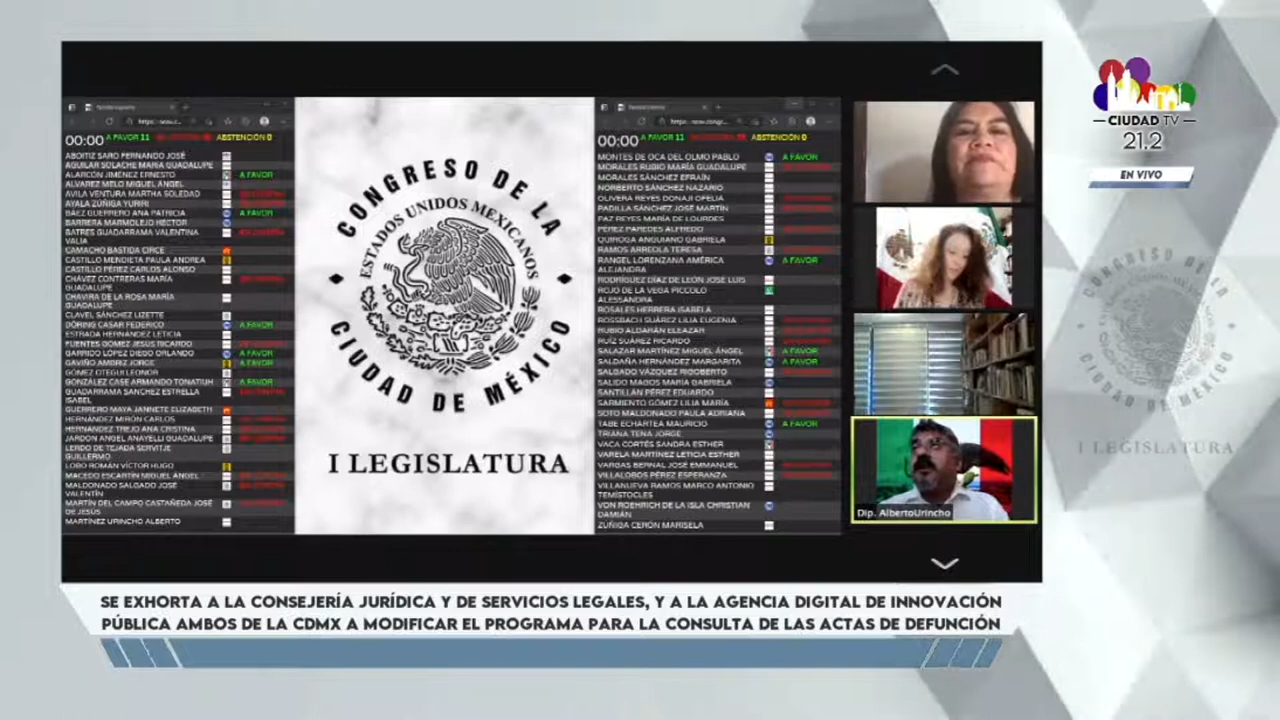 00:00 A FAVOR 11 ABSTENCIÓN 0
ABOITIZ SARO FERNANDO JOSÉ
AGUILAR SOLACHE MARÍA GUADALUPE
ALARCÓN JIMÉNEZ ERNESTO A FAVOR
ÁLVAREZ MELO MIGUEL ÁNGEL
ÁVILA VENTURA MARTHA SOLEDAD
AYALA ZÚÑIGA YURIRI
BÁEZ GUERRERO ANA PATRICIA A FAVOR
BARRERA MARMOLEJO HÉCTOR
BATRES GUADARRAMA VALENTINA
VALIA
CAMACHO BASTIDA CIRCE
CASTILLO MENDIETA PAULA ANDREA
CASTILLO PÉREZ CARLOS ALONSO
CHÁVEZ CONTRERAS MARÍA
GUADALUPE
CHAVIRA DE LA ROSA MARÍA
GUADALUPE
CLAVEL SÁNCHEZ LIZETTE
DÖRING CASAR FEDERICO A FAVOR
ESTRADA HERNÁNDEZ LETICIA
FUENTES GÓMEZ JESÚS RICARDO
GARRIDO LÓPEZ DIEGO ORLANDO A FAVOR
GAVIÑO AMBRIZ JORGE A FAVOR
GÓMEZ OTEGUI LEONOR
GONZÁLEZ CASE ARMANDO TONATIUH A FAVOR
GUADARRAMA SÁNCHEZ ESTRELLA
ISABEL
GUERRERO MAYA JANNETE ELIZABETH
HERNÁNDEZ MIRÓN CARLOS
HERNÁNDEZ TREJO ANA CRISTINA
JARDÓN ÁNGEL ANAYELLI GUADALUPE
LERDO DE TEJADA SERVITJE
GUILLERMO
LOBO ROMÁN VÍCTOR HUGO
MACEDO ESCARTÍN MIGUEL ÁNGEL
MALDONADO SALGADO JOSÉ
VALENTÍN
MARTÍN DEL CAMPO CASTAÑEDA JOSÉ
DE JESÚS
MARTÍNEZ URINCHO ALBERTO
CONGRESO DE LA
ESTADOS UNIDOS MEXICANOS
CIUDAD DE MÉXICO
I LEGISLATURA
00:00 A FAVOR 11 ABSTENCIÓN 0
MONTES DE OCA DEL OLMO PABLO A FAVOR
MORALES RUBIO MARÍA GUADALUPE
MORALES SÁNCHEZ EFRAÍN
NORBERTO SÁNCHEZ NAZARIO
OLIVERA REYES DONAJI OFELIA
PADILLA SÁNCHEZ JOSÉ MARTÍN
PAZ REYES MARÍA DE LOURDES
PÉREZ PAREDES ALFREDO
QUIROGA ANGUIANO GABRIELA
RAMOS ARREOLA TERESA
RANGEL LORENZANA AMÉRICA A FAVOR
ALEJANDRA
RODRÍGUEZ DÍAZ DE LEÓN JOSÉ LUIS
ROJO DE LA VEGA PICCOLO
ALESSANDRA
ROSALES HERRERA ISABELA
ROSSBACH SUÁREZ LILIA EUGENIA
RUBIO ALDARÁN ELEAZAR
RUÍZ SUÁREZ RICARDO
SALAZAR MARTÍNEZ MIGUEL ÁNGEL A FAVOR
SALDAÑA HERNÁNDEZ MARGARITA A FAVOR
SALGADO VÁZQUEZ RIGOBERTO
SALIDO MAGOS MARÍA GABRIELA
SANTILLÁN PÉREZ EDUARDO
SARMIENTO GÓMEZ LILIA MARÍA
SOTO MALDONADO PAULA ADRIANA
TABE ECHARTEA MAURICIO A FAVOR
TRIANA TENA JORGE
VACA CORTÉS SANDRA ESTHER
VARELA MARTÍNEZ LETICIA ESTHER
VARGAS BERNAL JOSÉ EMMANUEL
VILLALOBOS PÉREZ ESPERANZA
VILLANUEVA RAMOS MARCO ANTONIO
TEMÍSTOCLES
VON ROEHRICH DE LA ISLA CHRISTIAN
DAMIÁN
ZÚÑIGA CERÓN MARISELA
Dip. AlbertoUrincho
CIUDAD TV
21.2
EN VIVO
CONGRESO DE LA
CIUDAD DE MÉXICO
I LEGISLATURA
SE EXHORTA A LA CONSEJERÍA JURÍDICA Y DE SERVICIOS LEGALES, Y A LA AGENCIA DIGITAL DE INNOVACIÓN
PÚBLICA AMBOS DE LA CDMX A MODIFICAR EL PROGRAMA PARA LA CONSULTA DE LAS ACTAS DE DEFUNCIÓN